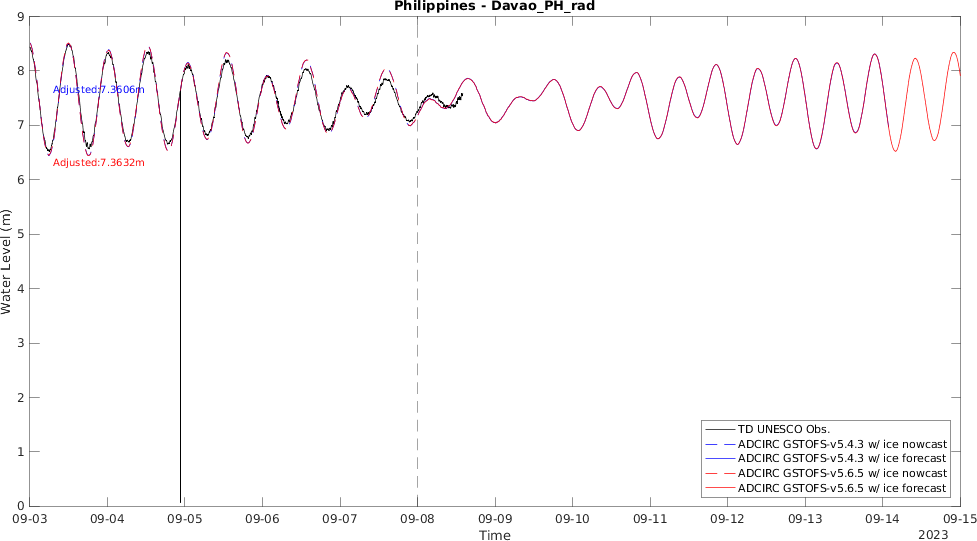 Philippines - Davao_PH_rad
9
8
7
6
5
4
3
2
1
0
Water Level (m)
Adjusted:7.3606m
Adjusted:7.3632m
TD UNESCO Obs.
ADCIRC GSTOFS-v5.4.3 w/ ice nowcast
ADCIRC GSTOFS-v5.4.3 w/ ice forecast
ADCIRC GSTOFS-v5.6.5 w/ ice nowcast
ADCIRC GSTOFS-v5.6.5 w/ ice forecast
09-03 09-04 09-05 09-06 09-07 09-08 09-09 09-10 09-11 09-12 09-13 09-14 09-15
Time
2023